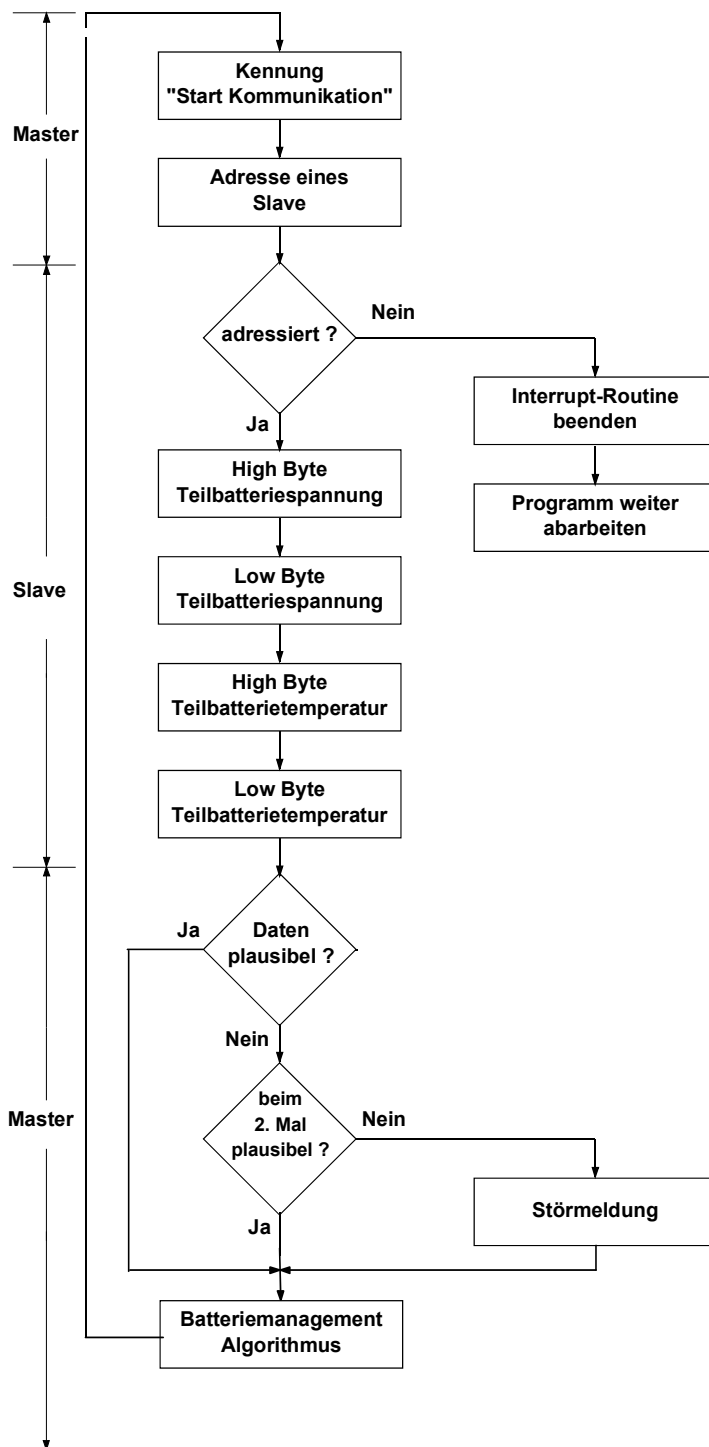 Kennung
"Start Kommunikation"
Master
Adresse eines
Slave
Nein
adressiert ?
Interrupt-Routine
beenden
Ja
High Byte
Teilbatteriespannung
Programm weiter
abarbeiten
Low Byte
Teilbatteriespannung
Slave
High Byte
Teilbatterietemperatur
Low Byte
Teilbatterietemperatur
Ja
Daten
plausibel ?
Nein
Master
beim
2. Mal
plausibel ?
Nein
Störmeldung
Ja
Batteriemanagement
Algorithmus